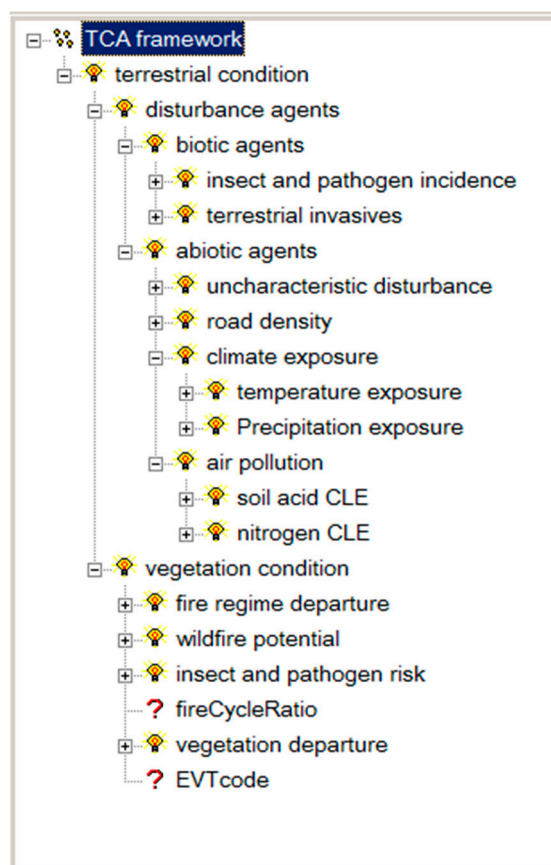 TCA framework
terrestrial condition
disturbance agents
biotic agents
insect and pathogen incidence
terrestrial invasives
abiotic agents
uncharacteristic disturbance
road density
climate exposure
temperature exposure
Precipitation exposure
air pollution
soil acid CLE
nitrogen CLE
vegetation condition
fire regime departure
wildfire potential
insect and pathogen risk
? fireCycleRatio
vegetation departure
? EVTcode